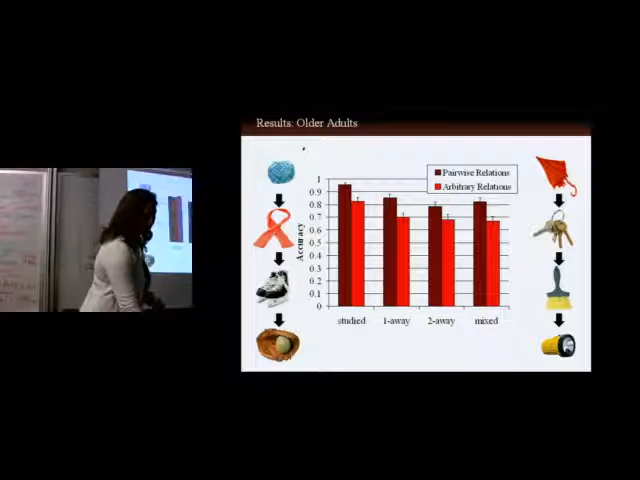 Results: Older Adults
Pairwise Relations
Arbitrary Relations
Accuracy
1
0.9
0.8
0.7
0.6
0.5
0.4
0.3
0.2
0.1
0
studied 1-away 2-away mixed